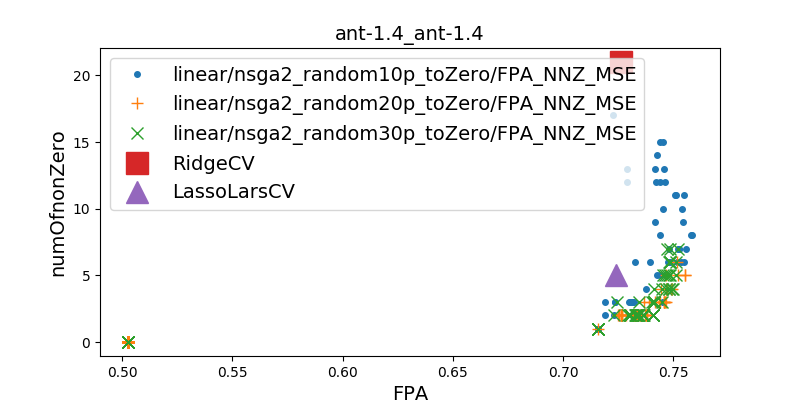 ant-1.4_ant-1.4
numOfnonZero
20
15
10
5
0
linear/nsga2_random10p_toZero/FPA_NNZ_MSE
linear/nsga2_random20p_toZero/FPA_NNZ_MSE
linear/nsga2_random30p_toZero/FPA_NNZ_MSE
RidgeCV
LassoLarsCV
0.50 0.55 0.60 0.65 0.70 0.75
FPA